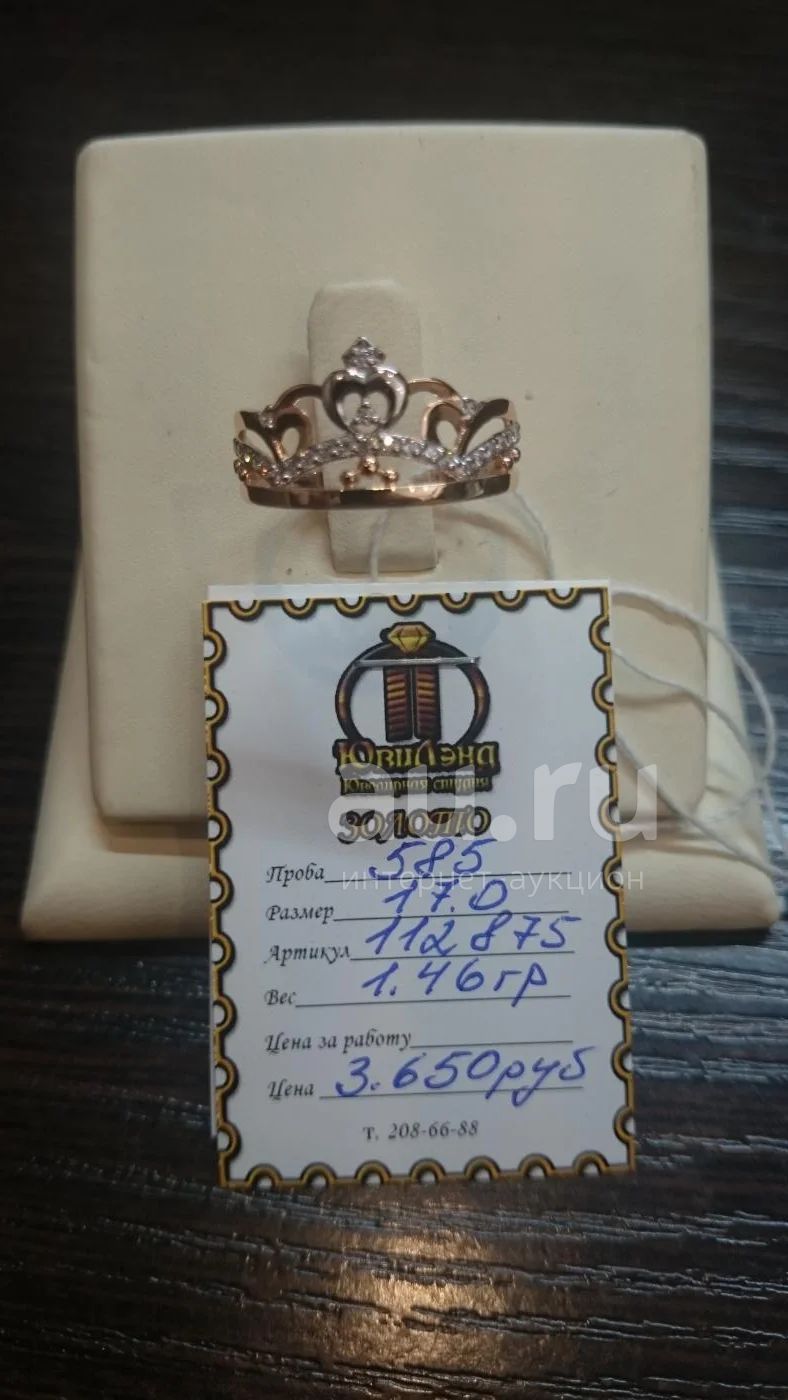 ЮвиЛэнд
Ювелирная студия
ЗОЛОТО
au.ru
интернет аукцион
Проба 585
Размер 17.0
Артикул 112875
Вес 1.46гр
Цена за работу
Цена 3.650руб
т. 208-66-88